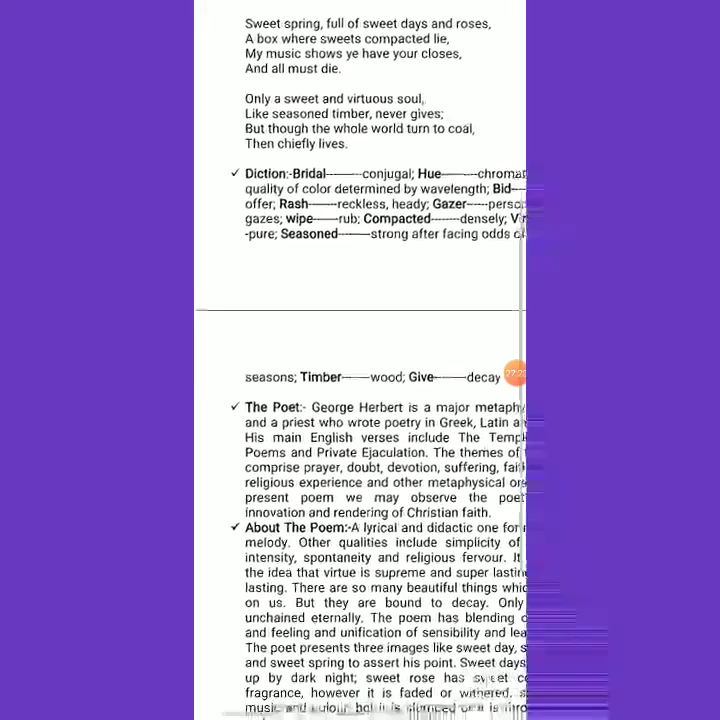 Sweet spring, full of sweet days and roses,
A box where sweets compacted lie,
My music shows ye have your closes,
And all must die.
Only a sweet and virtuous soul,
Like seasoned timber, never gives;
But though the whole world turn to coal,
Then chiefly lives.
✓ Diction:-Bridal-------conjugal; Hue-------chromat
quality of color determined by wavelength; Bid--
offer; Rash-----reckless, heady; Gazer-----perso
gazes; wipe-----rub; Compacted-------densely;
-pure; Seasoned-------strong after facing odds
seasons; Timber------wood; Give-------decay
27:2
✓ The Poet:- George Herbert is a major metaphy
and a priest who wrote poetry in Greek, Latin a
His main English verses include The Temp
Poems and Private Ejaculation. The themes of
comprise prayer, doubt, devotion, suffering, fai
religious experience and other metaphysical
present poem we may observe the poet
innovation and rendering of Christian faith.
✓ About The Poem:-A lyrical and didactic one for
melody. Other qualities include simplicity of
intensity, spontaneity and religious fervour. It
the idea that virtue is supreme and super lastin
lasting. There are so many beautiful things whic
on us. But they are bound to decay. Only
unchained eternally. The poem has blending
and feeling and unification of sensibility and
The poet presents three images like sweet day, s
and sweet spring to assert his point. Sweet days
up by dark night; sweet rose has sweet
fragrance, however it is faded or withered,
music and